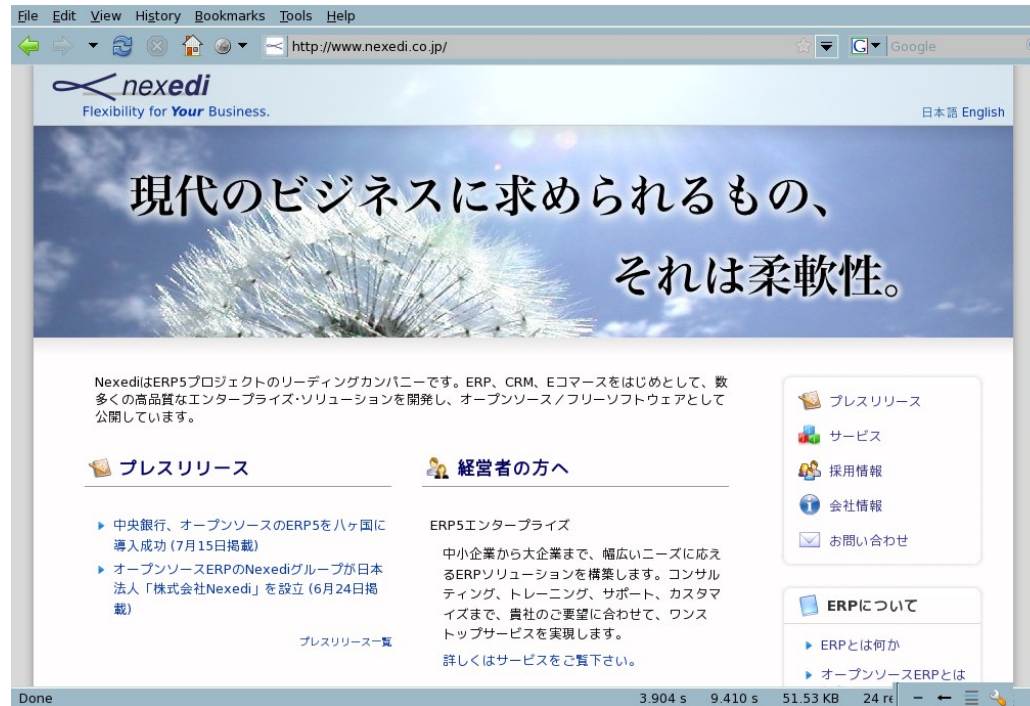 File Edit View History Bookmarks Tools Help
http://www.nexedi.co.jp/
Google
nexedi
Flexibility for Your Business.
日本語 English
現代のビジネスに求められるもの、
それは柔軟性。
NexediはERP5プロジェクトのリーディングカンパニーです。ERP、CRM、Eコマースをはじめとして、数
多くの高品質なエンタープライズ・ソリューションを開発し、オープンソース／フリーソフトウェアとして
公開しています。
プレスリリース
中央銀行、オープンソースのERP5を八ヶ国に
導入成功 (7月15日掲載)
オープンソースERPのNexediグループが日本
法人「株式会社Nexedi」を設立 (6月24日掲
載)
プレスリリース一覧
経営者の方へ
ERP5エンタープライズ
中小企業から大企業まで、幅広いニーズに応え
るERPソリューションを構築します。コンサル
ティング、トレーニング、サポート、カスタマ
イズまで、貴社のご要望に合わせて、ワンス
トップサービスを実現します。
詳しくはサービスをご覧下さい。
プレスリリース
サービス
採用情報
会社情報
お問い合わせ
ERPについて
ERPとは何か
オープンソースERPとは
Done
3.904 s 9.410 s 51.53 KB 24 re